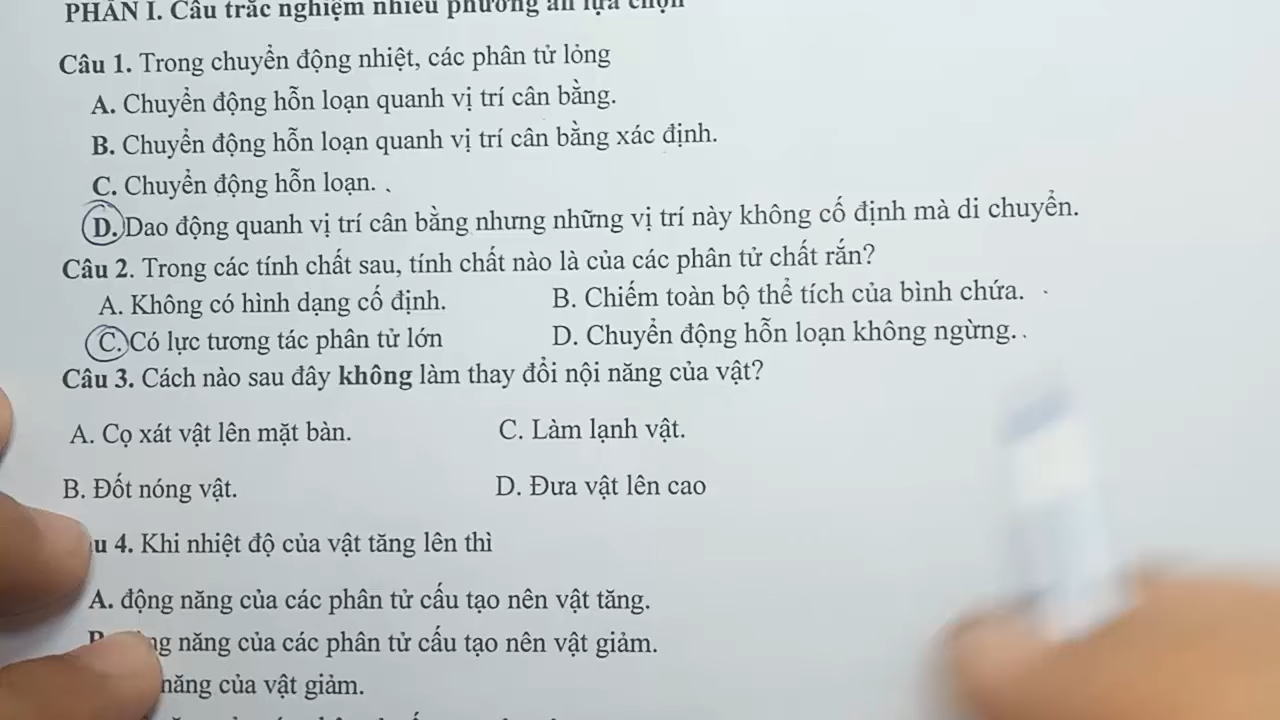 PHẦN I. Câu trắc nghiệm nhiều phương án lựa chọn
Câu 1. Trong chuyển động nhiệt, các phân tử lỏng
A. Chuyển động hỗn loạn quanh vị trí cân bằng.
B. Chuyển động hỗn loạn quanh vị trí cân bằng xác định.
C. Chuyển động hỗn loạn.
D. Dao động quanh vị trí cân bằng nhưng những vị trí này không cố định mà di chuyển.
Câu 2. Trong các tính chất sau, tính chất nào là của các phân tử chất rắn?
A. Không có hình dạng cố định. B. Chiếm toàn bộ thể tích của bình chứa.
C. Có lực tương tác phân tử lớn D. Chuyển động hỗn loạn không ngừng.
Câu 3. Cách nào sau đây không làm thay đổi nội năng của vật?
A. Cọ xát vật lên mặt bàn. C. Làm lạnh vật.
B. Đốt nóng vật. D. Đưa vật lên cao
4. Khi nhiệt độ của vật tăng lên thì
A. động năng của các phân tử cấu tạo nên vật tăng.
năng của các phân tử cấu tạo nên vật giảm.
năng của vật giảm.